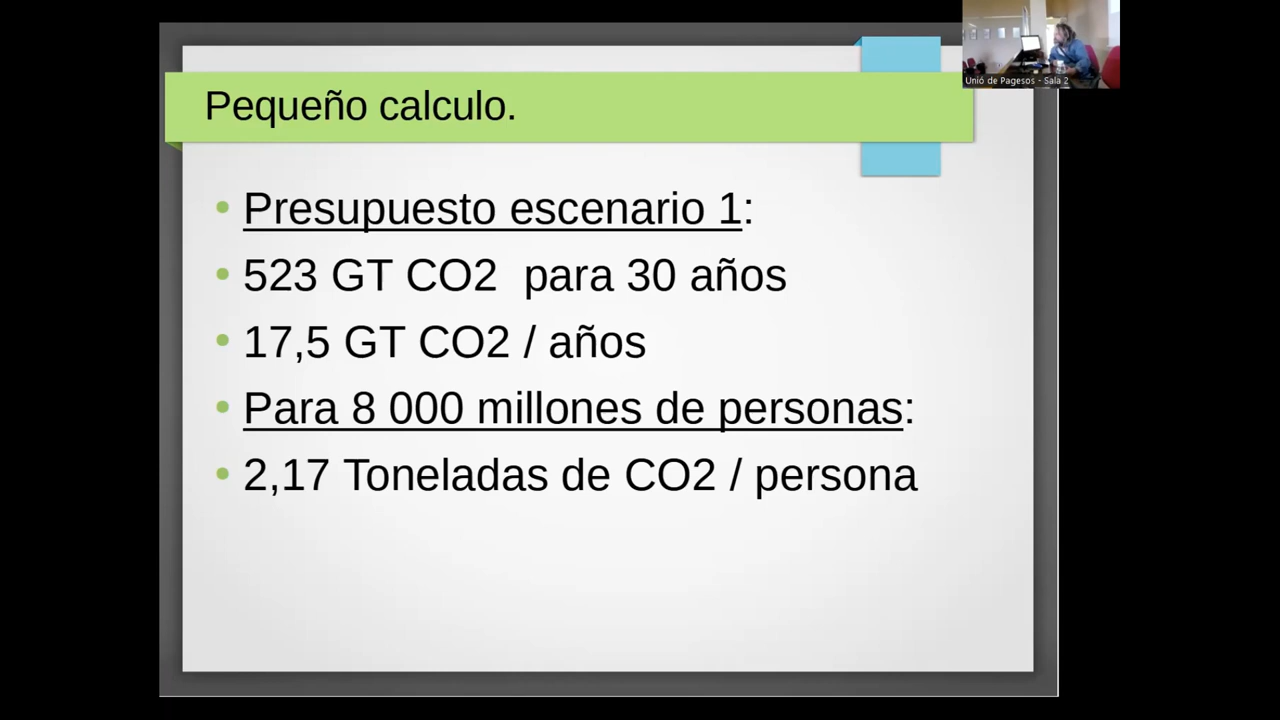 Unió de Pagesos - Sala 2
Pequeño calculo.
Presupuesto escenario 1:
523 GT CO2  para 30 años
17,5 GT CO2 / años
Para 8 000 millones de personas:
2,17 Toneladas de CO2 / persona